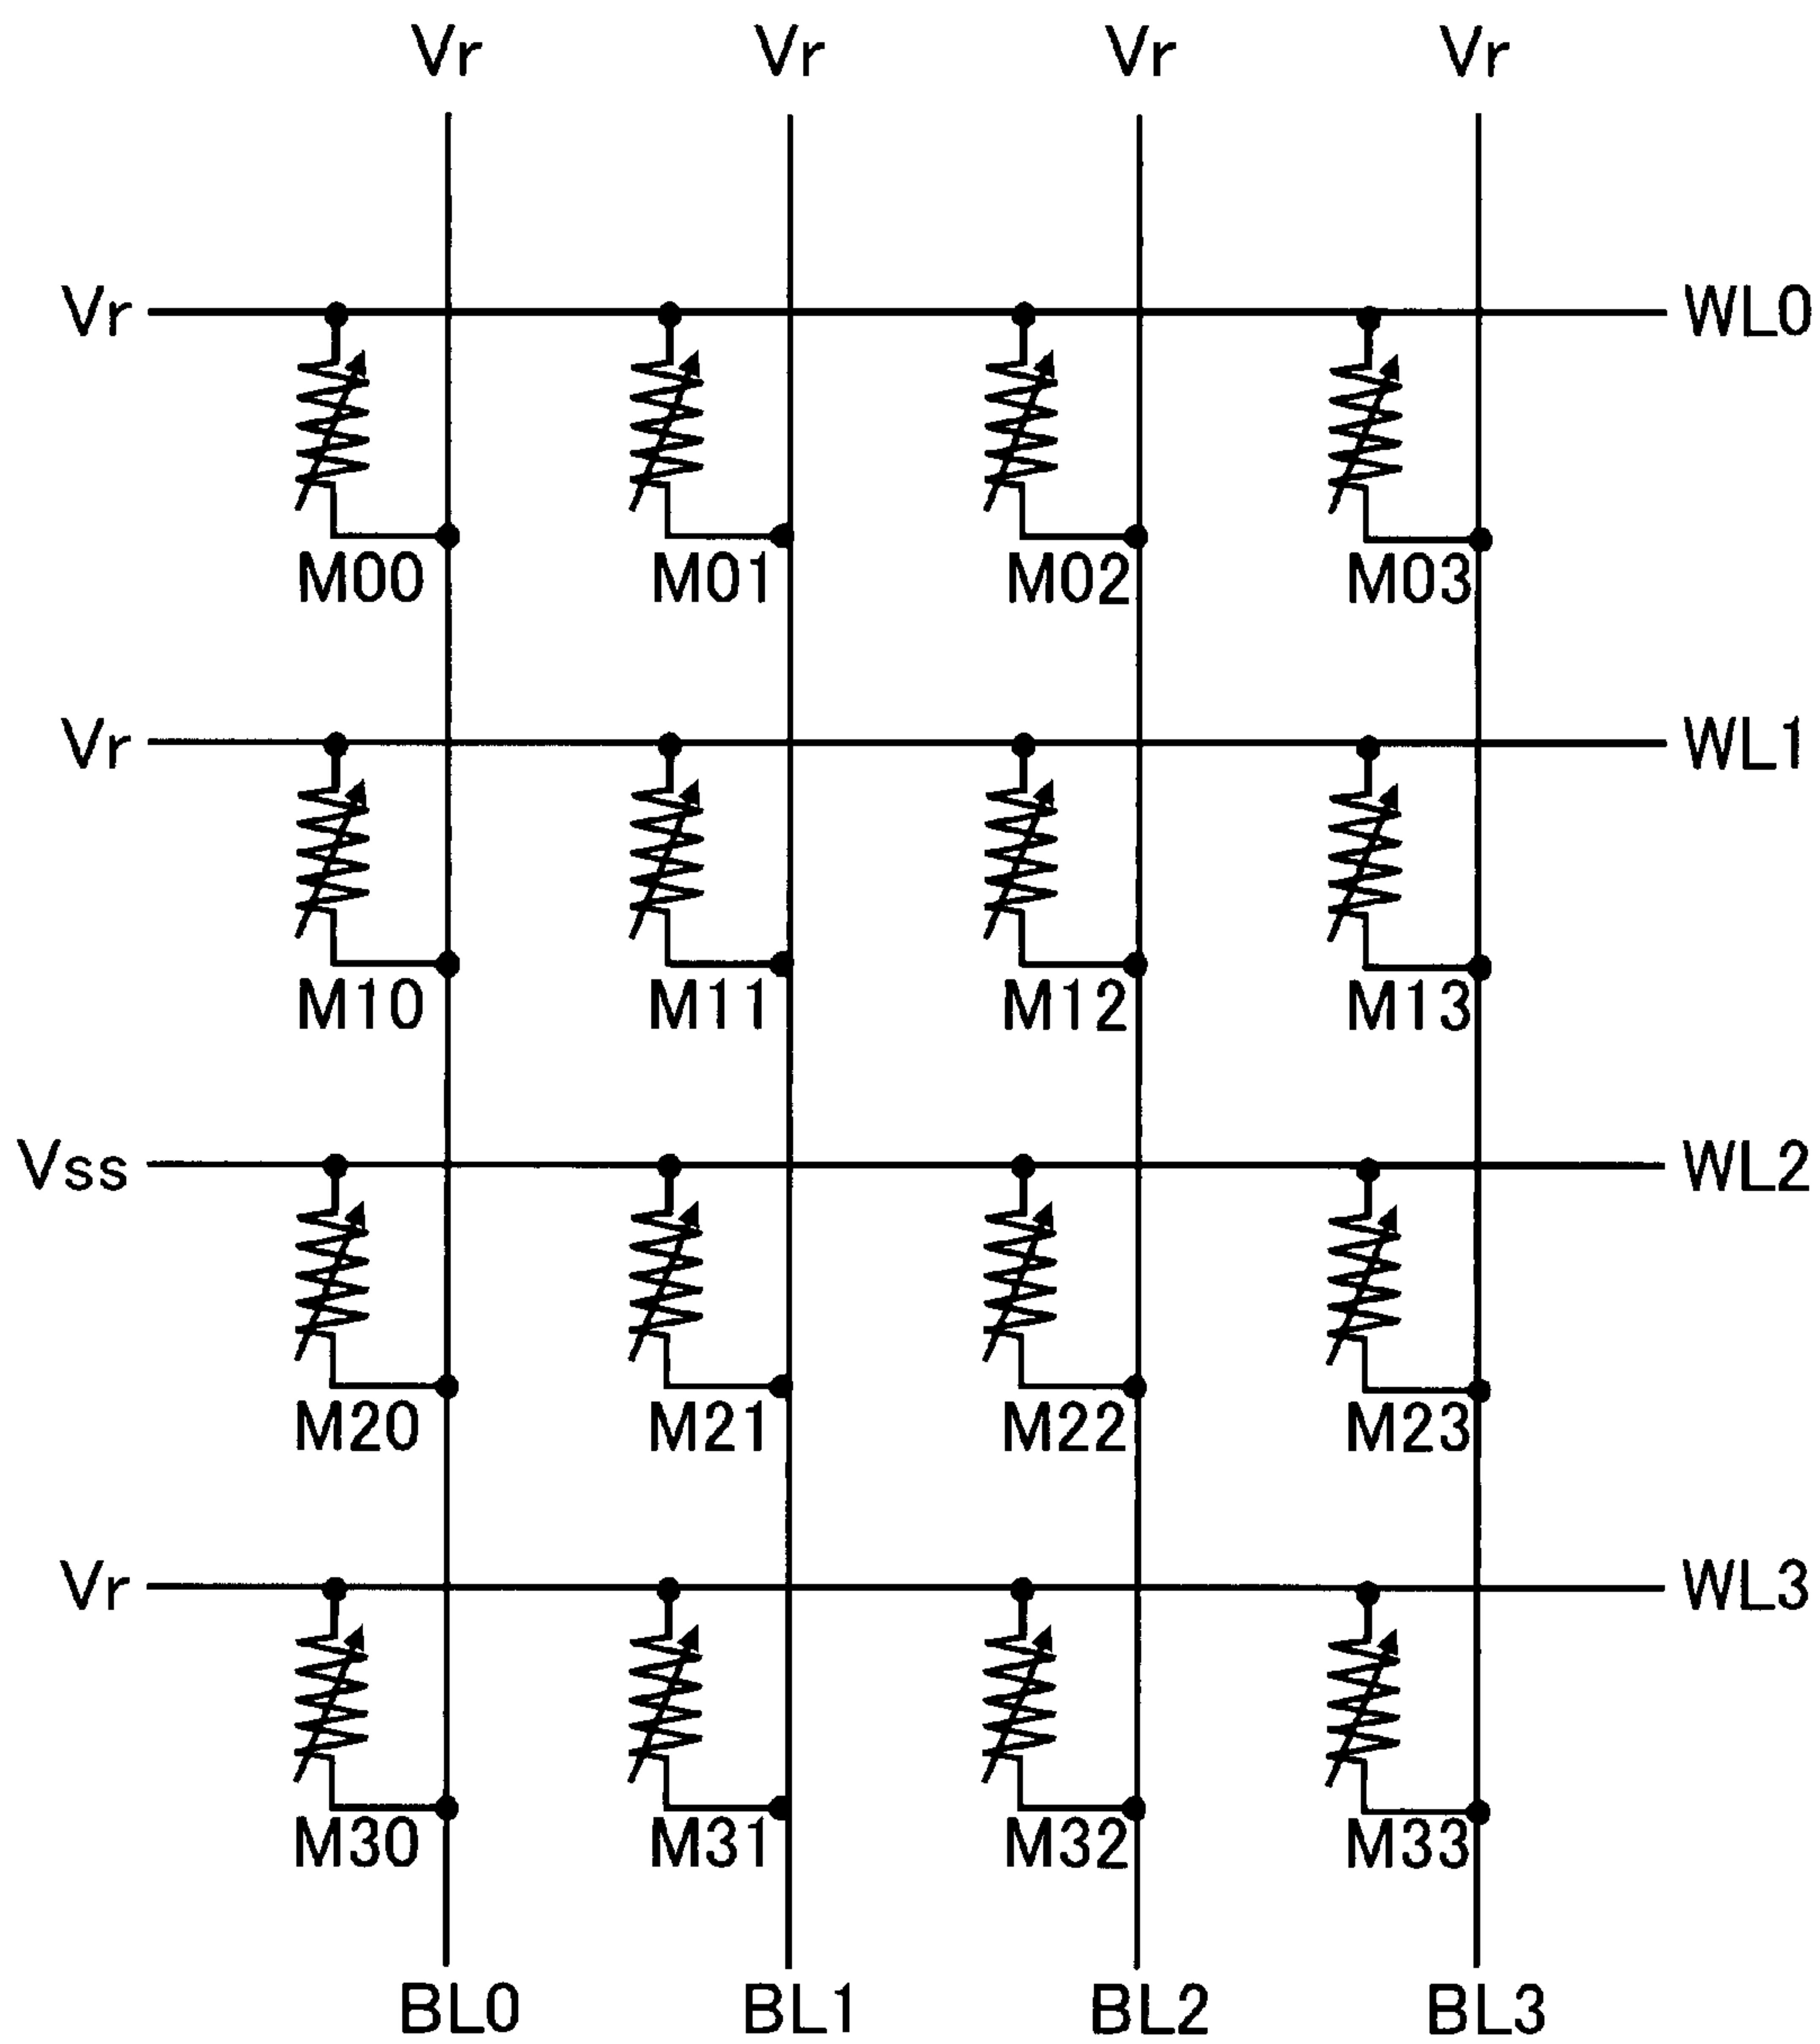 Vr Vr Vr Vr
Vr WL0
M00 M01 M02 M03
Vr WL1
M10 M11 M12 M13
Vss WL2
M20 M21 M22 M23
Vr WL3
M30 M31 M32 M33
BL0 BL1 BL2 BL3